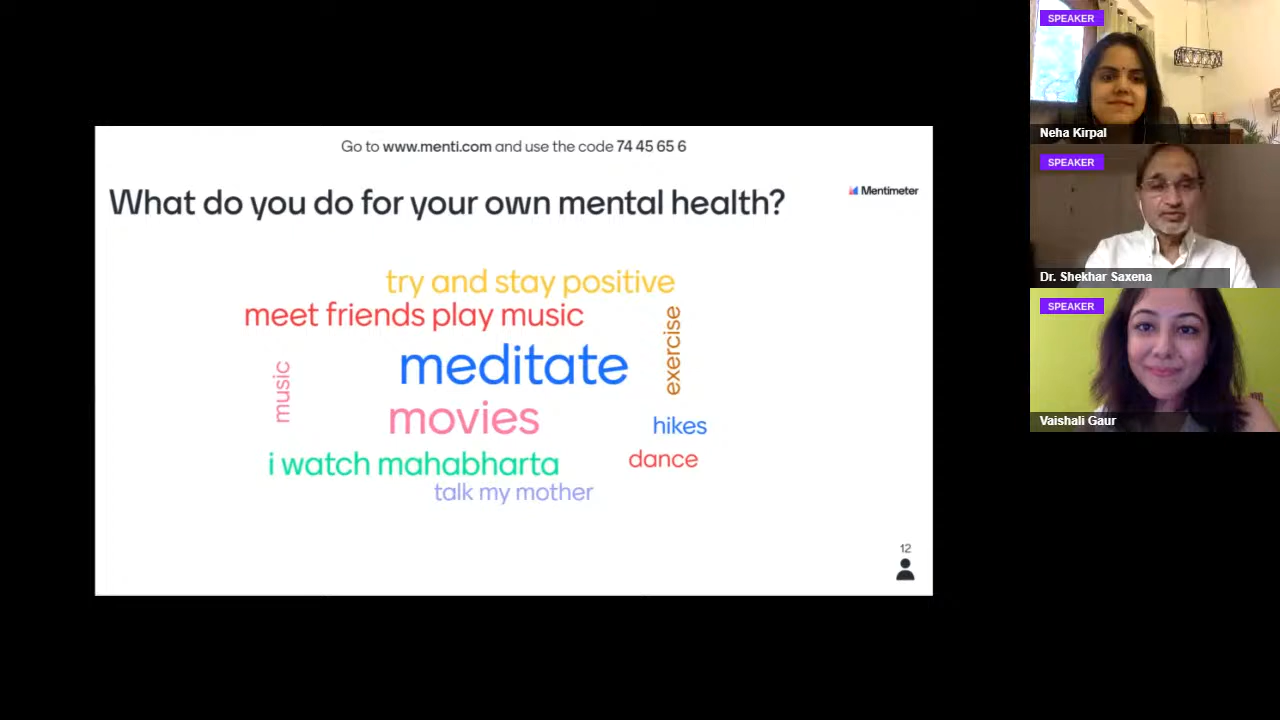 Go to www.menti.com and use the code 74 45 65 6
What do you do for your own mental health?
Mentimeter
try and stay positive
meet friends play music
exercise
meditate
music
movies
hikes
i watch mahabharta
dance
talk my mother
12
SPEAKER
Neha Kirpal
SPEAKER
Dr. Shekhar Saxena
SPEAKER
Vaishali Gaur